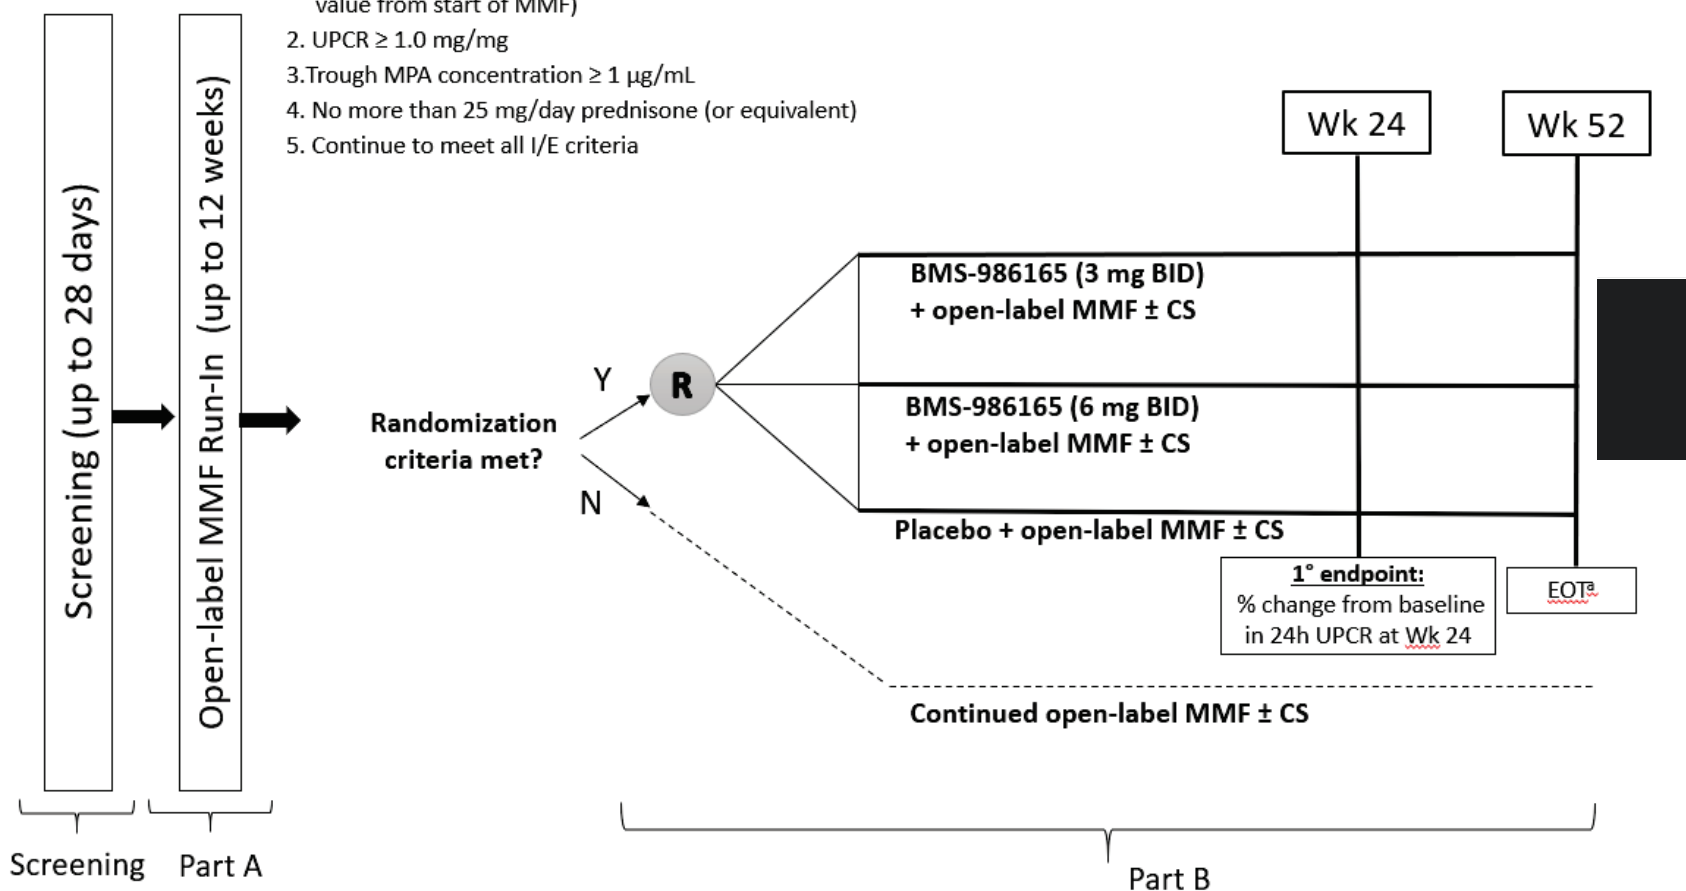 value from start of MMF)
2. UPCR ≥ 1.0 mg/mg
3.Trough MPA concentration ≥ 1 µg/mL
4. No more than 25 mg/day prednisone (or equivalent)
5. Continue to meet all I/E criteria
Screening (up to 28 days)
Open-label MMF Run-In (up to 12 weeks)
Wk 24
Wk 52
Randomization
criteria met?
Y
N
R
BMS-986165 (3 mg BID)
+ open-label MMF ± CS
BMS-986165 (6 mg BID)
+ open-label MMF ± CS
Placebo + open-label MMF ± CS
1° endpoint:
% change from baseline
in 24h UPCR at Wk 24
EOTª
Continued open-label MMF ± CS
Screening
Part A
Part B